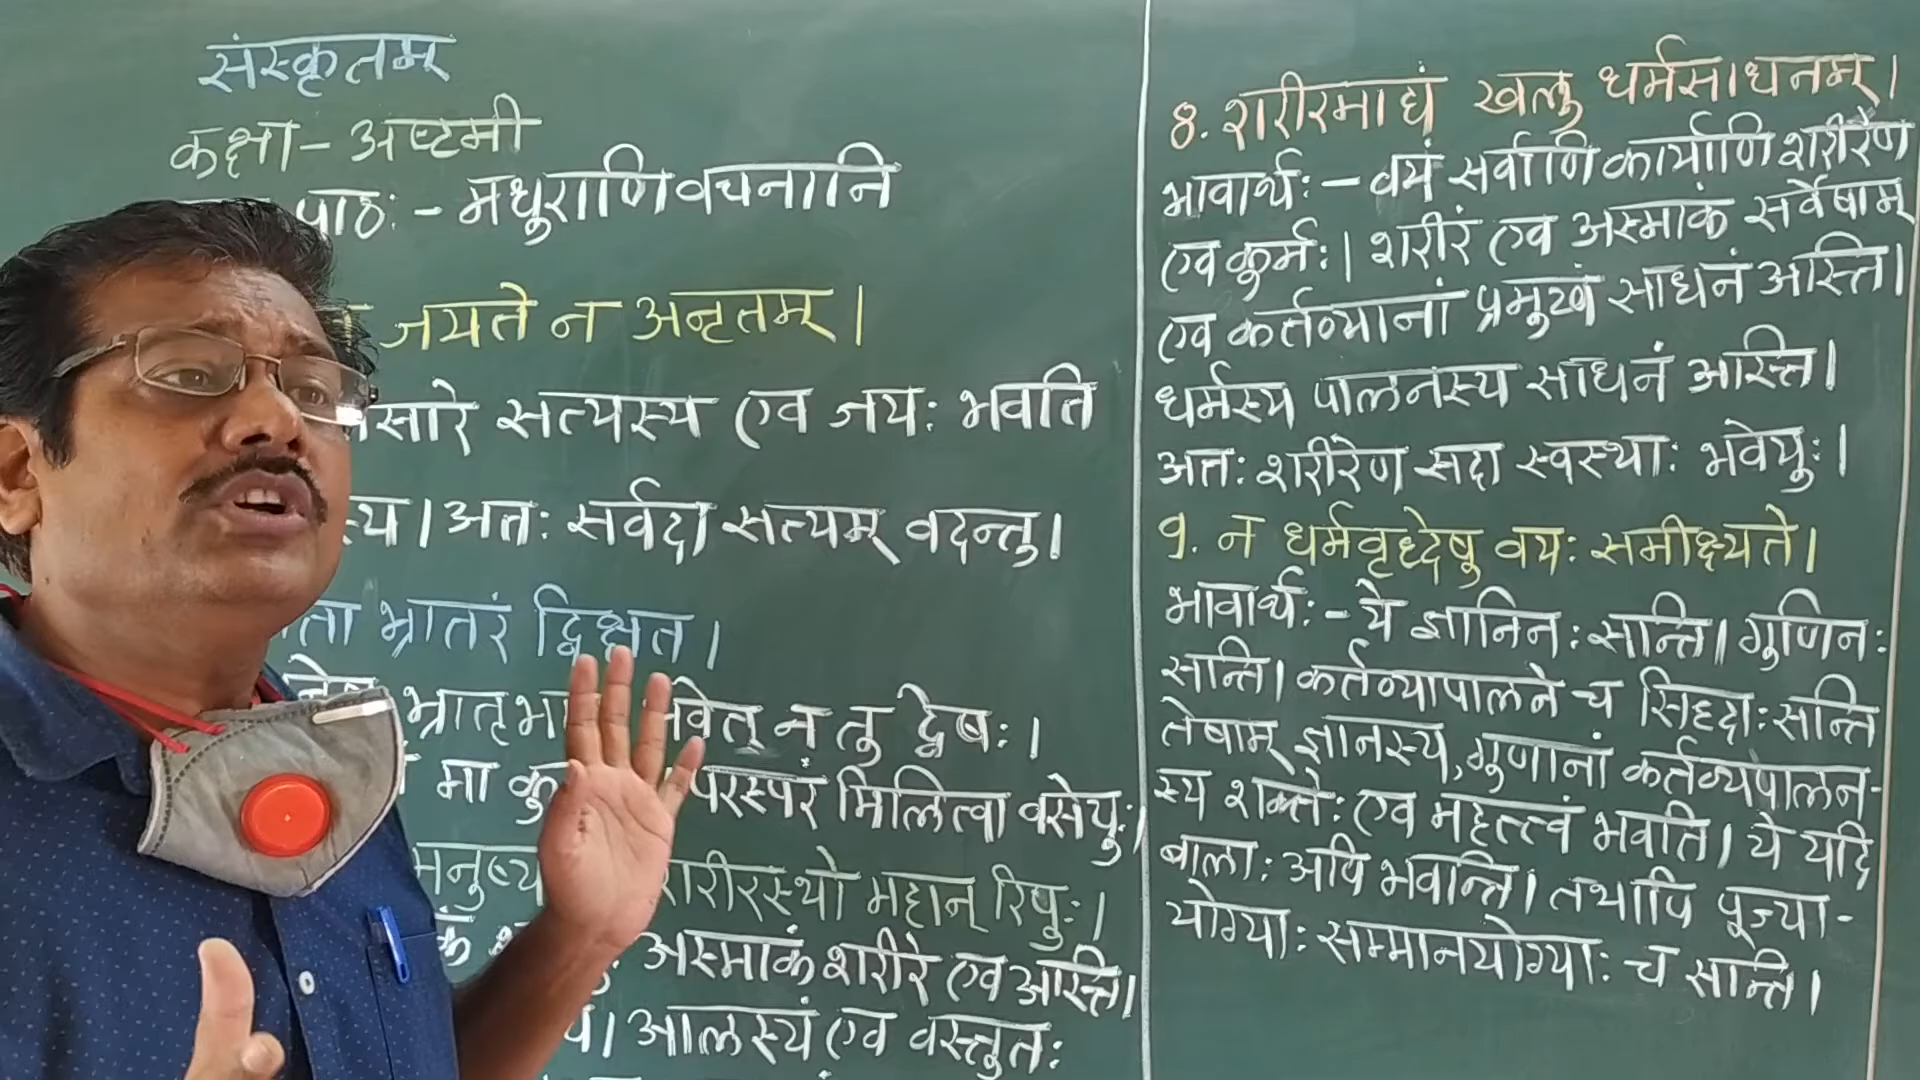 संस्कृतम्
कक्षा - अष्टमी
पाठः - मधुराणि वचनानि
जयते न अनृतम् ।
सत्यस्य एव जयः भवति
अतः सर्वदा सत्यम् वदन्तु ।
भ्रातरं द्विक्षत ।
न तु द्वेषः ।
मा परस्परं मिलित्वा वसेयुः ।
महान् रिपुः ।
अस्माकं शरीरे एव अस्ति ।
आलस्यं एव वस्तुतः
8. शरीरमाद्यं खलु धर्मसाधनम् ।
भावार्थः - वयं सर्वाणि कार्याणि शरीरेण
एव कुर्मः । शरीरं एव अस्माकं सर्वेषाम्
एव कर्तव्यानां प्रमुखं साधनं अस्ति ।
धर्मस्य पालनस्य साधनं अस्ति ।
अतः शरीरेण सदा स्वस्थाः भवेयुः ।
9. न धर्मवृध्देषु वयः समीक्ष्यते ।
भावार्थः - ये ज्ञानिनः सन्ति । गुणिनः
सन्ति । कर्तव्यापालने च सन्ति
तेषाम् ज्ञानस्य, गुणानां कर्तव्यपालन-
स्य शक्तेः एव महत्त्वं भवति । ये यदि
बालाः अपि भवन्ति । तथापि पूज्या-
योग्याः सम्मानयोग्याः च सन्ति ।